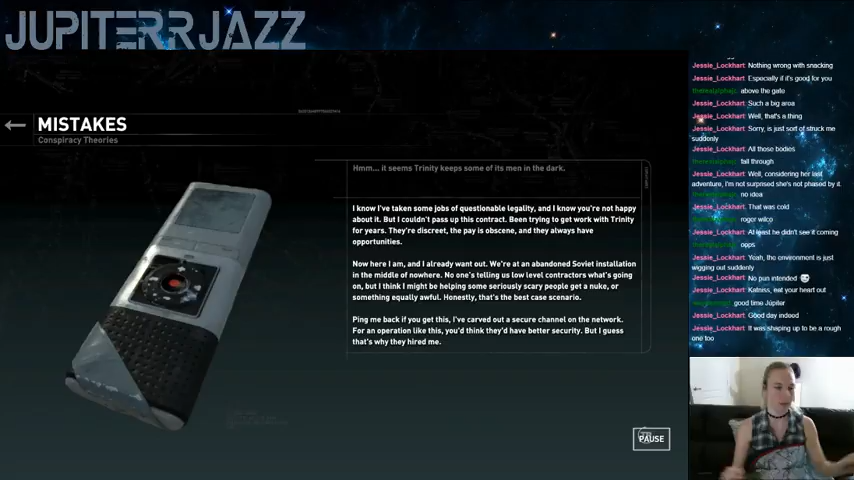 JUPITERRJAZZ
MISTAKES
Conspiracy Theories
Hmm... it seems Trinity keeps some of its men in the dark.
I know I've taken some jobs of questionable legality, and I know you're not happy
about it. But I couldn't pass up this contract. Been trying to get work with Trinity
for years. They're discreet, the pay is obscene, and they always have
opportunities.
Now here I am, and I already want out. We're at an abandoned Soviet installation
in the middle of nowhere. No one's telling us low level contractors what's going
on, but I think I might be helping some seriously scary people get a nuke, or
something equally awful. Honestly, that's the best case scenario.
Ping me back if you get this, I've carved out a secure channel on the network.
For an operation like this, you'd think they'd have better security. But I guess
that's why they hired me.
PAUSE
Jessie_Lockhart Nothing wrong with snacking
Jessie_Lockhart Especially if it's good for you
above the gate
Jessie_Lockhart Such a big area
Jessie_Lockhart Well, that's a thing
Jessie_Lockhart Sorry, is just sort of struck me
suddenly
Jessie_Lockhart All those bodies
fall through
Jessie_Lockhart Well, considering her last
adventure, I'm not surprised she's not phased by it.
no idea
Jessie_Lockhart That was cold
roger wilco
Jessie_Lockhart At least he didn't see it coming
opps
Jessie_Lockhart Yeah, the environment is just
wigging out suddenly
Jessie_Lockhart No pun intended
Jessie_Lockhart Katniss, eat your heart out
good time Júpiter
Jessie_Lockhart Good day indeed
Jessie_Lockhart It was shaping up to be a rough
one too